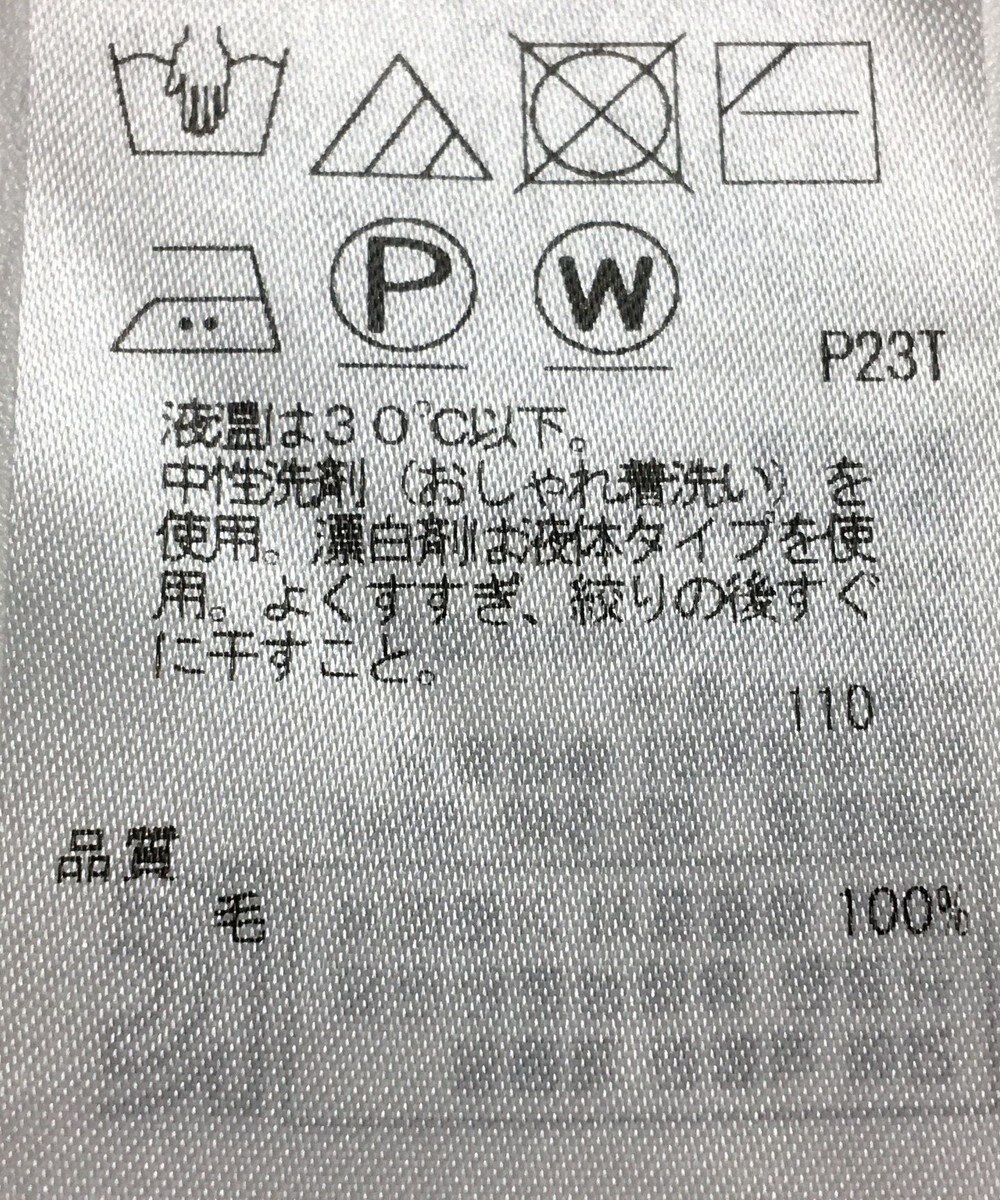 P
W
P23T
液温は30℃以下。
中性洗剤（おしゃれ着洗い）を
使用。漂白剤は液体タイプを使
用。よくすすぎ、絞りの後すぐ
に干すこと。
110
品質
毛 100%